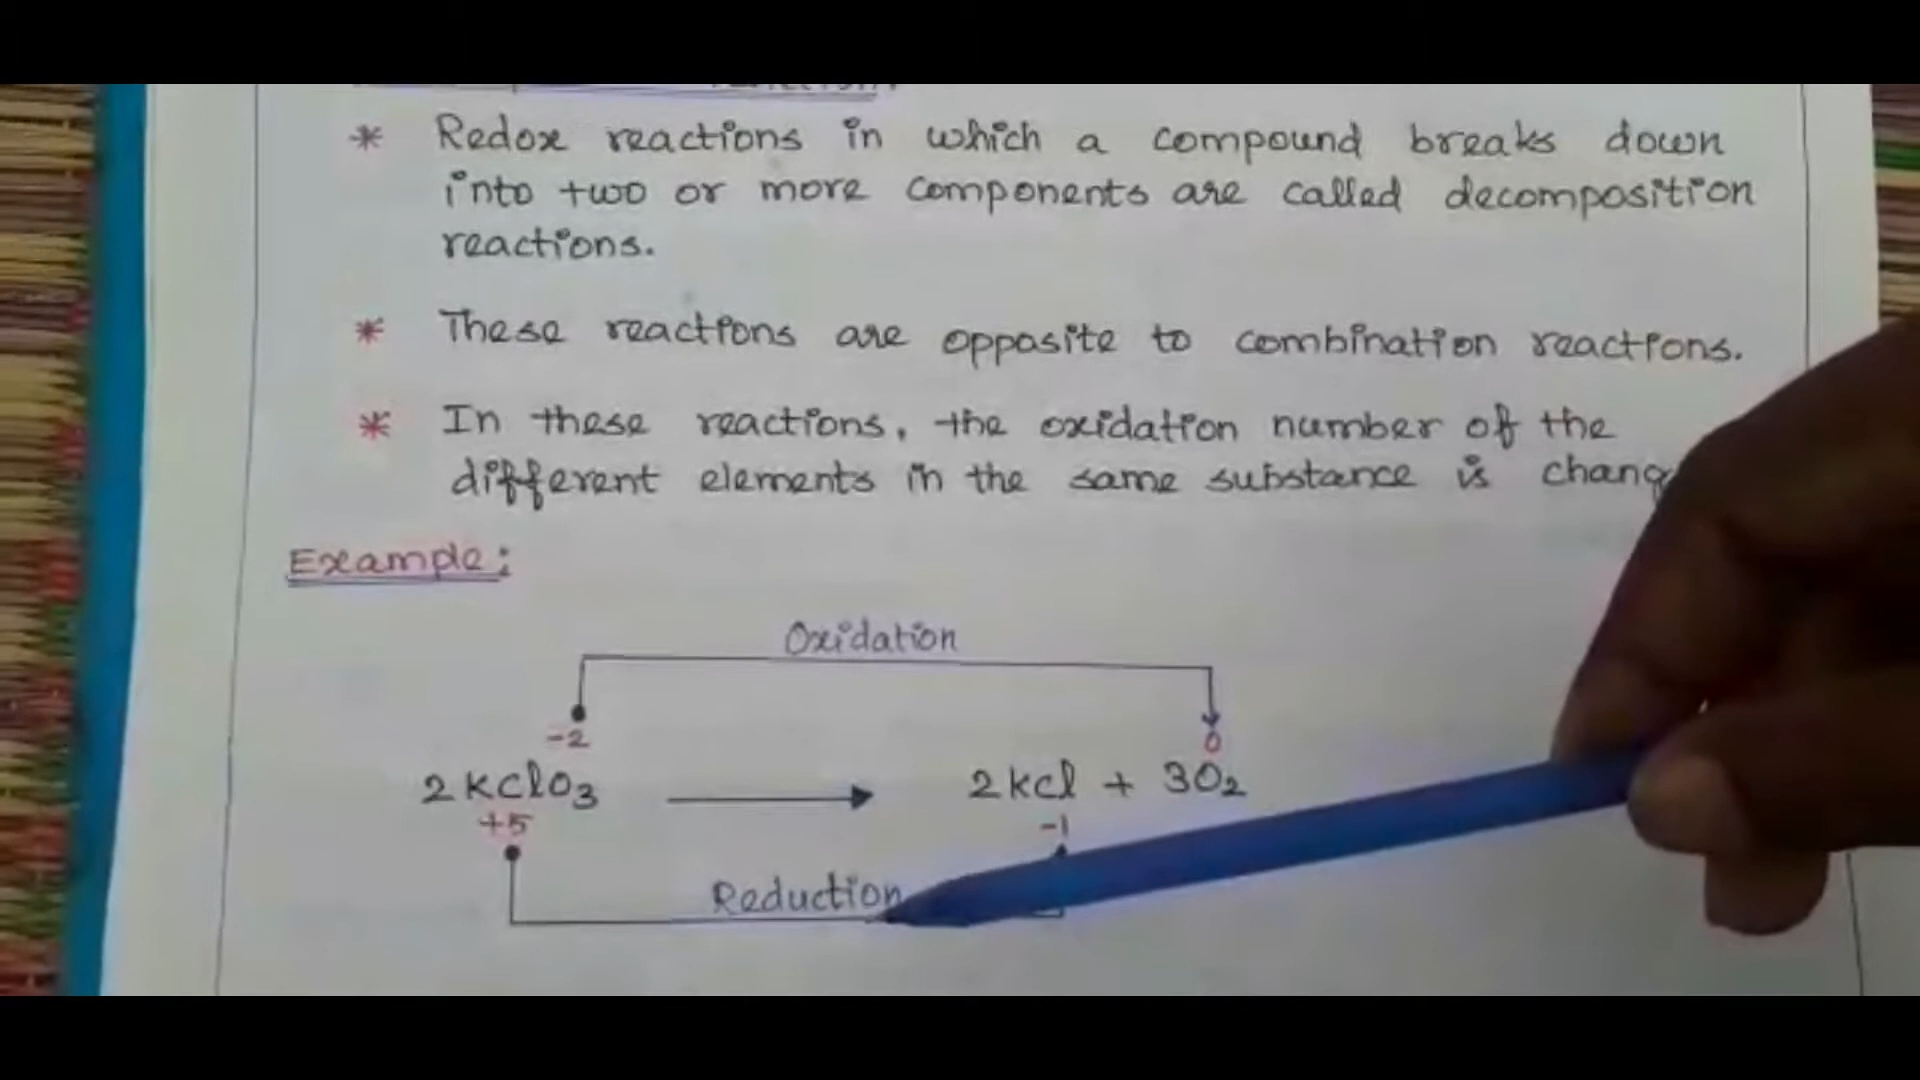 * Redox reactions in which a compound breaks down
into two or more components are called decomposition
reactions.
* These reactions are opposite to combination reactions.
* In these reactions, the oxidation number of the
different elements in the same substance is
Example:
Oxidation
-2 0
2kclO3 → 2kcl + 3O2
+5 -1
Reduction